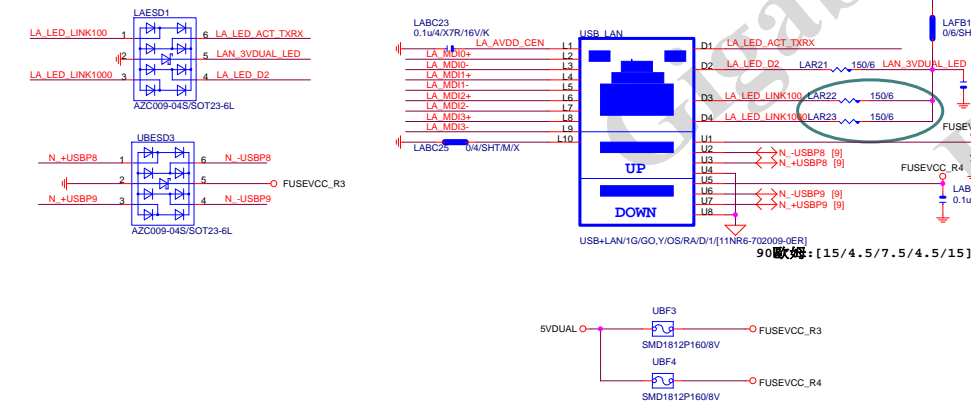 LAESD1
LA_LED_LINK100 1 6 LA_LED_ACT_TXRX
2 5 LAN_3VDUAL_LED
LA_LED_LINK1000 3 4 LA_LED_D2
AZC009-04S/SOT23-6L
UBESD3
N_+USBP8 1 6 N_-USBP8
2 5 FUSEVCC_R3
N_+USBP9 3 4 N_-USBP9
AZC009-04S/SOT23-6L
LABC23
0.1u/4/X7R/16V/K
USB_LAN
LA_AVDD_CEN L1
L2
LA_MDI0+ L3
LA_MDI0- L4
LA_MDI1+ L5
LA_MDI1- L6
LA_MDI2+ L7
LA_MDI2- L8
LA_MDI3+ L9
LA_MDI3- L10
LABC25 0/4/SHT/M/X
UP
DOWN
D1 LA_LED_ACT_TXRX
D2 LA_LED_D2 LAR21 150/6 LAN_3VDUAL_LED
D3 LA_LED_LINK100 LAR22 150/6
D4 LA_LED_LINK1000 LAR23 150/6
U1
U2 N_-USBP8 [9]
U3 N_+USBP8 [9]
U4
U5
U6 N_-USBP9 [9]
U7 N_+USBP9 [9]
U8
LAFB1
0/6/SH
FUSEV
FUSEVCC_R4
LAB
0.1u
USB+LAN/1G/GO,Y/OS/RA/D/1/[11NR6-702009-0ER]
90歐姆:[15/4.5/7.5/4.5/15]
Giga
5VDUAL
UBF3
FUSEVCC_R3
SMD1812P160/8V
UBF4
FUSEVCC_R4
SMD1812P160/8V